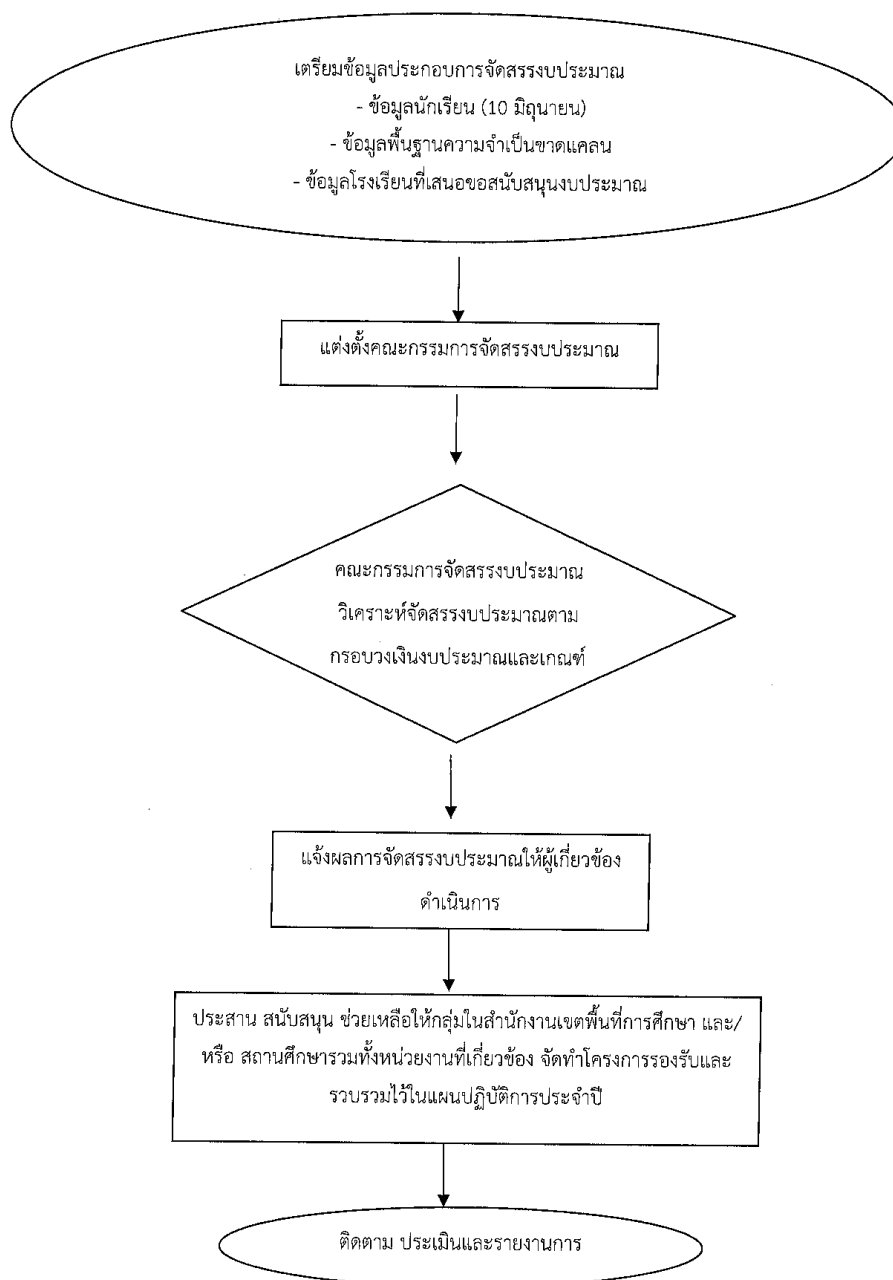 เตรียมข้อมูลประกอบการจัดสรรงบประมาณ
- ข้อมูลนักเรียน (10 มิถุนายน)
- ข้อมูลพื้นฐานความจำเป็นขาดแคลน
- ข้อมูลโรงเรียนที่เสนอขอสนับสนุนงบประมาณ
แต่งตั้งคณะกรรมการจัดสรรงบประมาณ
คณะกรรมการจัดสรรงบประมาณ
วิเคราะห์จัดสรรงบประมาณตาม
กรอบวงเงินงบประมาณและเกณฑ์
แจ้งผลการจัดสรรงบประมาณให้ผู้เกี่ยวข้อง
ดำเนินการ
ประสาน สนับสนุน ช่วยเหลือให้กลุ่มในสำนักงานเขตพื้นที่การศึกษา และ/
หรือ สถานศึกษารวมทั้งหน่วยงานที่เกี่ยวข้อง จัดทำโครงการรองรับและ
รวบรวมไว้ในแผนปฏิบัติการประจำปี
ติดตาม ประเมินและรายงานการ